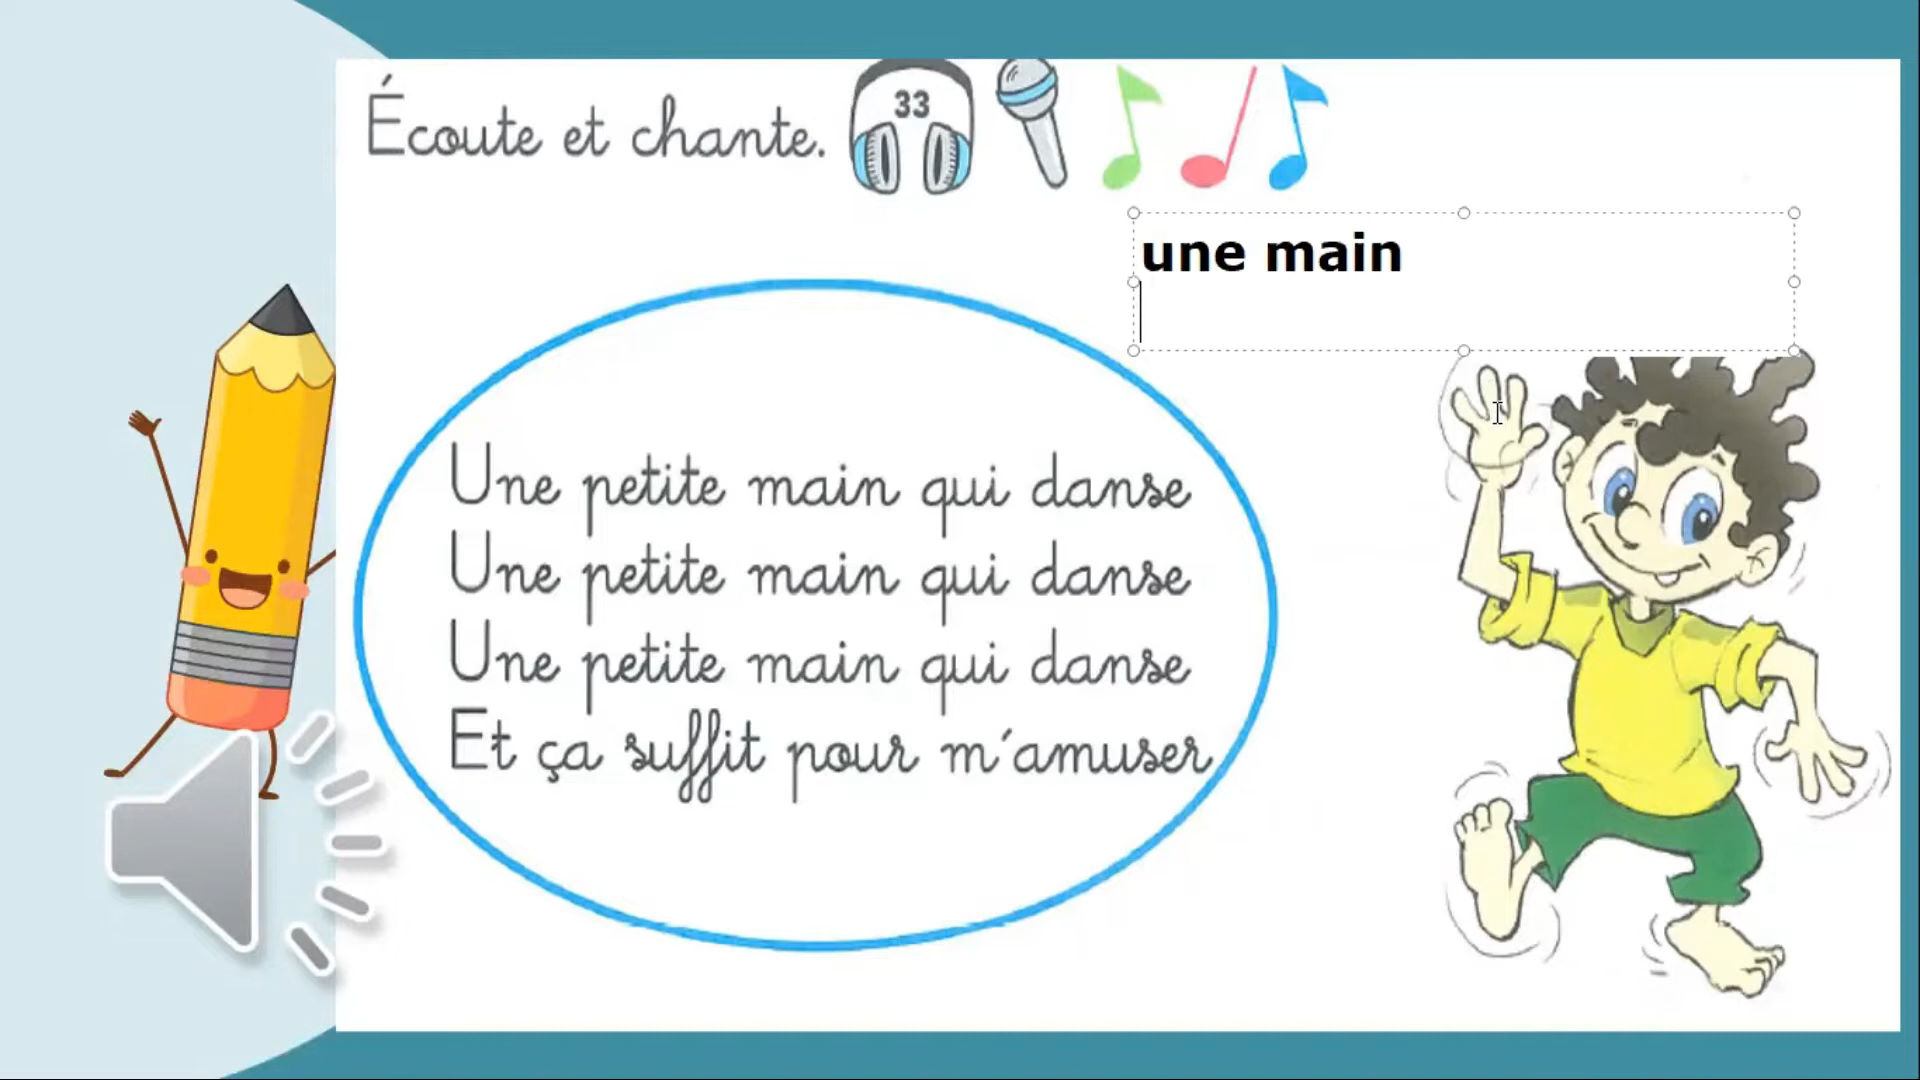 Écoute et chante.
33
une main
Une petite main qui danse
Une petite main qui danse
Une petite main qui danse
Et ça suffit pour m'amuser